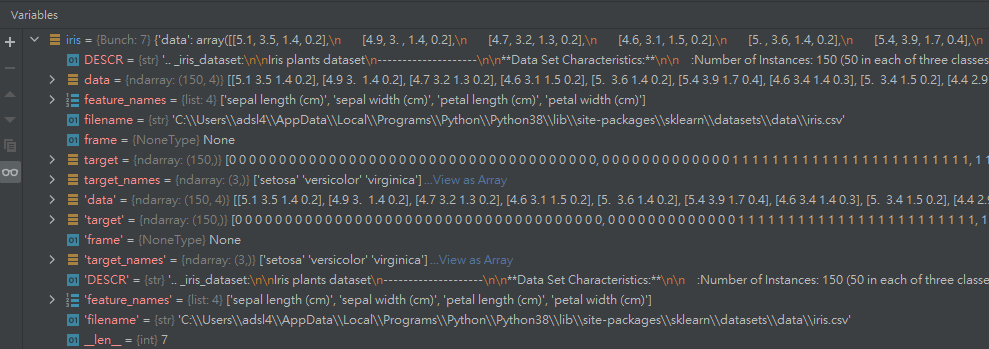 Variables
iris = {Bunch: 7} {'data': array([[5.1, 3.5, 1.4, 0.2],\n       [4.9, 3. , 1.4, 0.2],\n       [4.7, 3.2, 1.3, 0.2],\n       [4.6, 3.1, 1.5, 0.2],\n       [5. , 3.6, 1.4, 0.2],\n       [5.4, 3.9, 1.7, 0.4],\n
DESCR = {str} '.. _iris_dataset:\n\nIris plants dataset\n--------------------\n\n**Data Set Characteristics:**\n\n    :Number of Instances: 150 (50 in each of three classes
data = {ndarray: (150, 4)} [[5.1 3.5 1.4 0.2], [4.9 3.  1.4 0.2], [4.7 3.2 1.3 0.2], [4.6 3.1 1.5 0.2], [5.  3.6 1.4 0.2], [5.4 3.9 1.7 0.4], [4.6 3.4 1.4 0.3], [5.  3.4 1.5 0.2], [4.4 2.9
feature_names = {list: 4} ['sepal length (cm)', 'sepal width (cm)', 'petal length (cm)', 'petal width (cm)']
filename = {str} 'C:\\Users\\adsl4\\AppData\\Local\\Programs\\Python\\Python38\\lib\\site-packages\\sklearn\\datasets\\data\\iris.csv'
frame = {NoneType} None
target = {ndarray: (150,)} [0 0 0 0 0 0 0 0 0 0 0 0 0 0 0 0 0 0 0 0 0 0 0 0 0 0 0 0 0 0 0 0 0 0 0 0 0, 0 0 0 0 0 0 0 0 0 0 0 0 0 1 1 1 1 1 1 1 1 1 1 1 1 1 1 1 1 1 1 1 1 1 1 1 1, 1 1
target_names = {ndarray: (3,)} ['setosa' 'versicolor' 'virginica'] ...View as Array
'data' = {ndarray: (150, 4)} [[5.1 3.5 1.4 0.2], [4.9 3.  1.4 0.2], [4.7 3.2 1.3 0.2], [4.6 3.1 1.5 0.2], [5.  3.6 1.4 0.2], [5.4 3.9 1.7 0.4], [4.6 3.4 1.4 0.3], [5.  3.4 1.5 0.2], [4.4 2.9
'target' = {ndarray: (150,)} [0 0 0 0 0 0 0 0 0 0 0 0 0 0 0 0 0 0 0 0 0 0 0 0 0 0 0 0 0 0 0 0 0 0 0 0 0, 0 0 0 0 0 0 0 0 0 0 0 0 0 1 1 1 1 1 1 1 1 1 1 1 1 1 1 1 1 1 1 1 1 1 1 1 1, 1
'frame' = {NoneType} None
'target_names' = {ndarray: (3,)} ['setosa' 'versicolor' 'virginica'] ...View as Array
'DESCR' = {str} '.. _iris_dataset:\n\nIris plants dataset\n--------------------\n\n**Data Set Characteristics:**\n\n    :Number of Instances: 150 (50 in each of three classe
'feature_names' = {list: 4} ['sepal length (cm)', 'sepal width (cm)', 'petal length (cm)', 'petal width (cm)']
'filename' = {str} 'C:\\Users\\adsl4\\AppData\\Local\\Programs\\Python\\Python38\\lib\\site-packages\\sklearn\\datasets\\data\\iris.csv'
__len__ = {int} 7